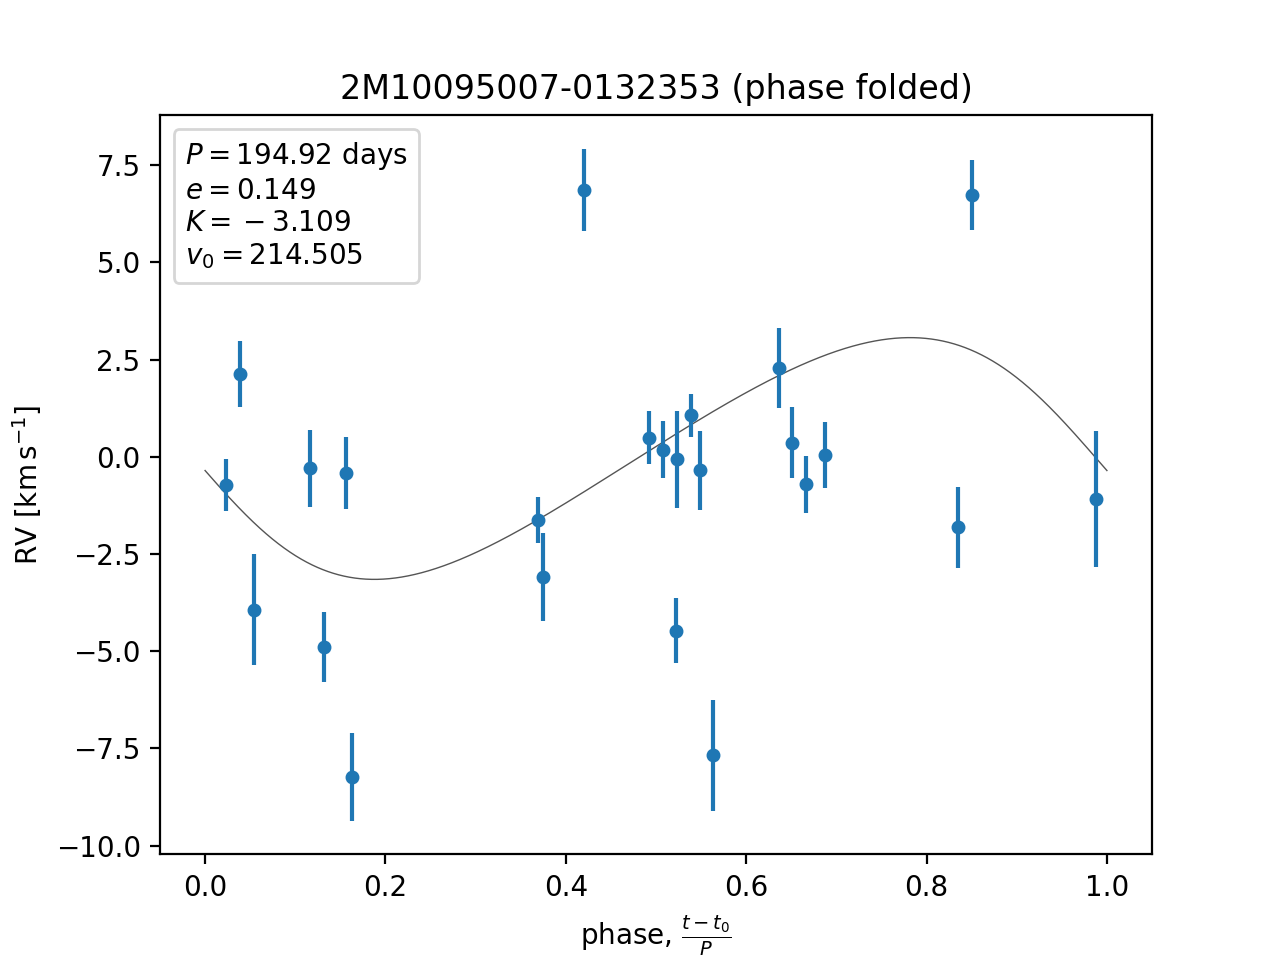 2M10095007-0132353 (phase folded)
P = 194.92 days
e = 0.149
K = − 3.109
v₀ = 214.505
7.5
5.0
2.5
0.0
−2.5
−5.0
−7.5
−10.0
RV [km s⁻¹]
0.0 0.2 0.4 0.6 0.8 1.0
phase, (t − t₀)/P